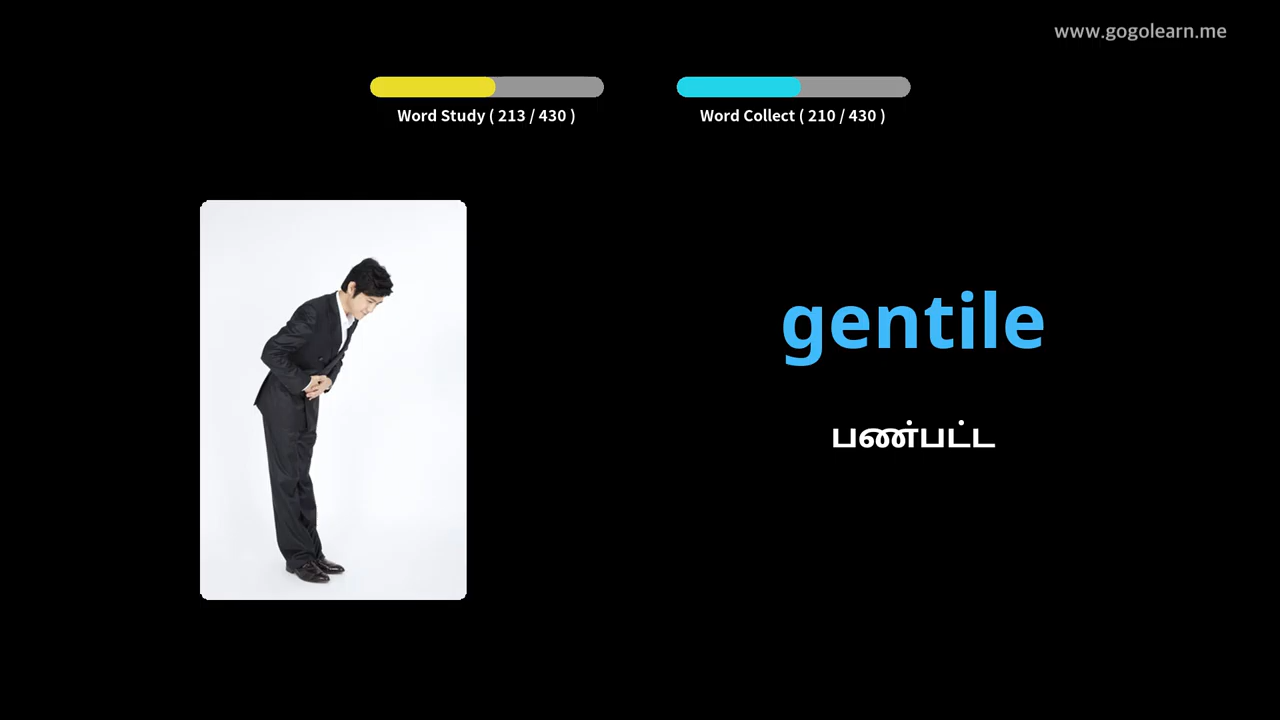 www.gogolearn.me
Word Study ( 213 / 430 )
Word Collect ( 210 / 430 )
gentile
பண்பட்ட